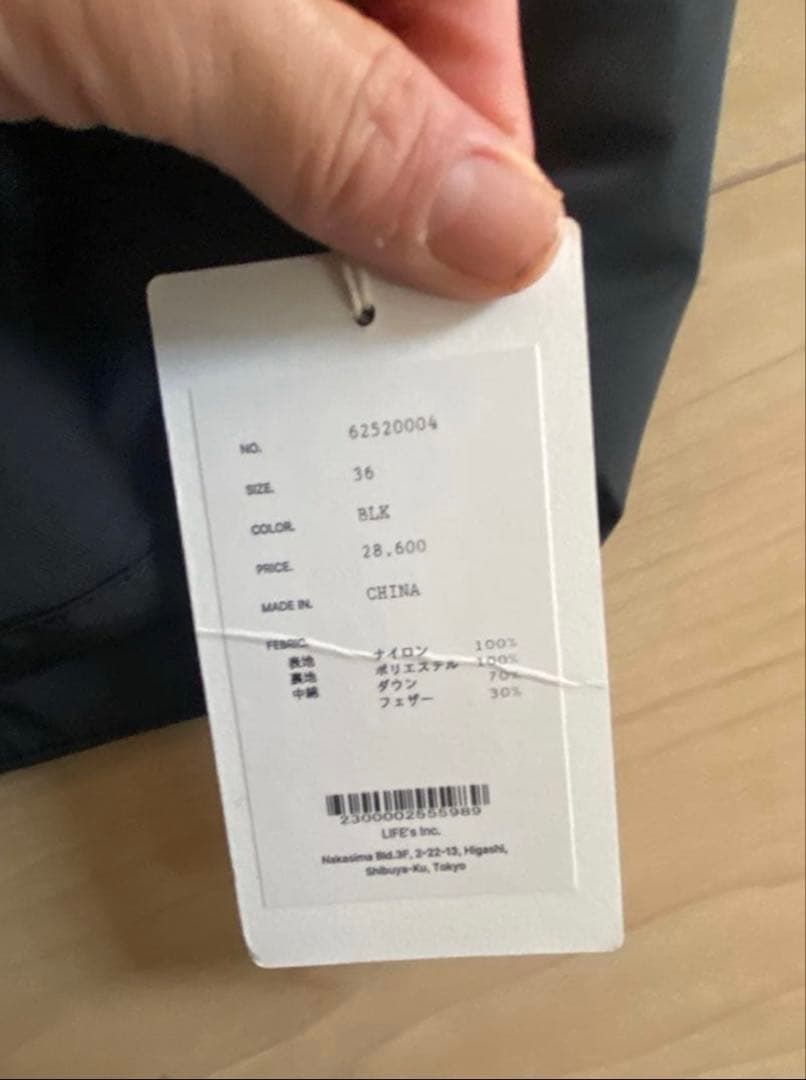 NO. 62520004
SIZE. 36
COLOR. BLK
PRICE. 28,600
MADE IN. CHINA
FEBRIC.
表地 ナイロン 100%
裏地 ポリエステル 100%
中綿 ダウン 70%
フェザー 30%
2300002555989
LIFE's Inc.
Nakasima Bld.3F, 2-22-13, Higashi,
Shibuya-Ku, Tokyo